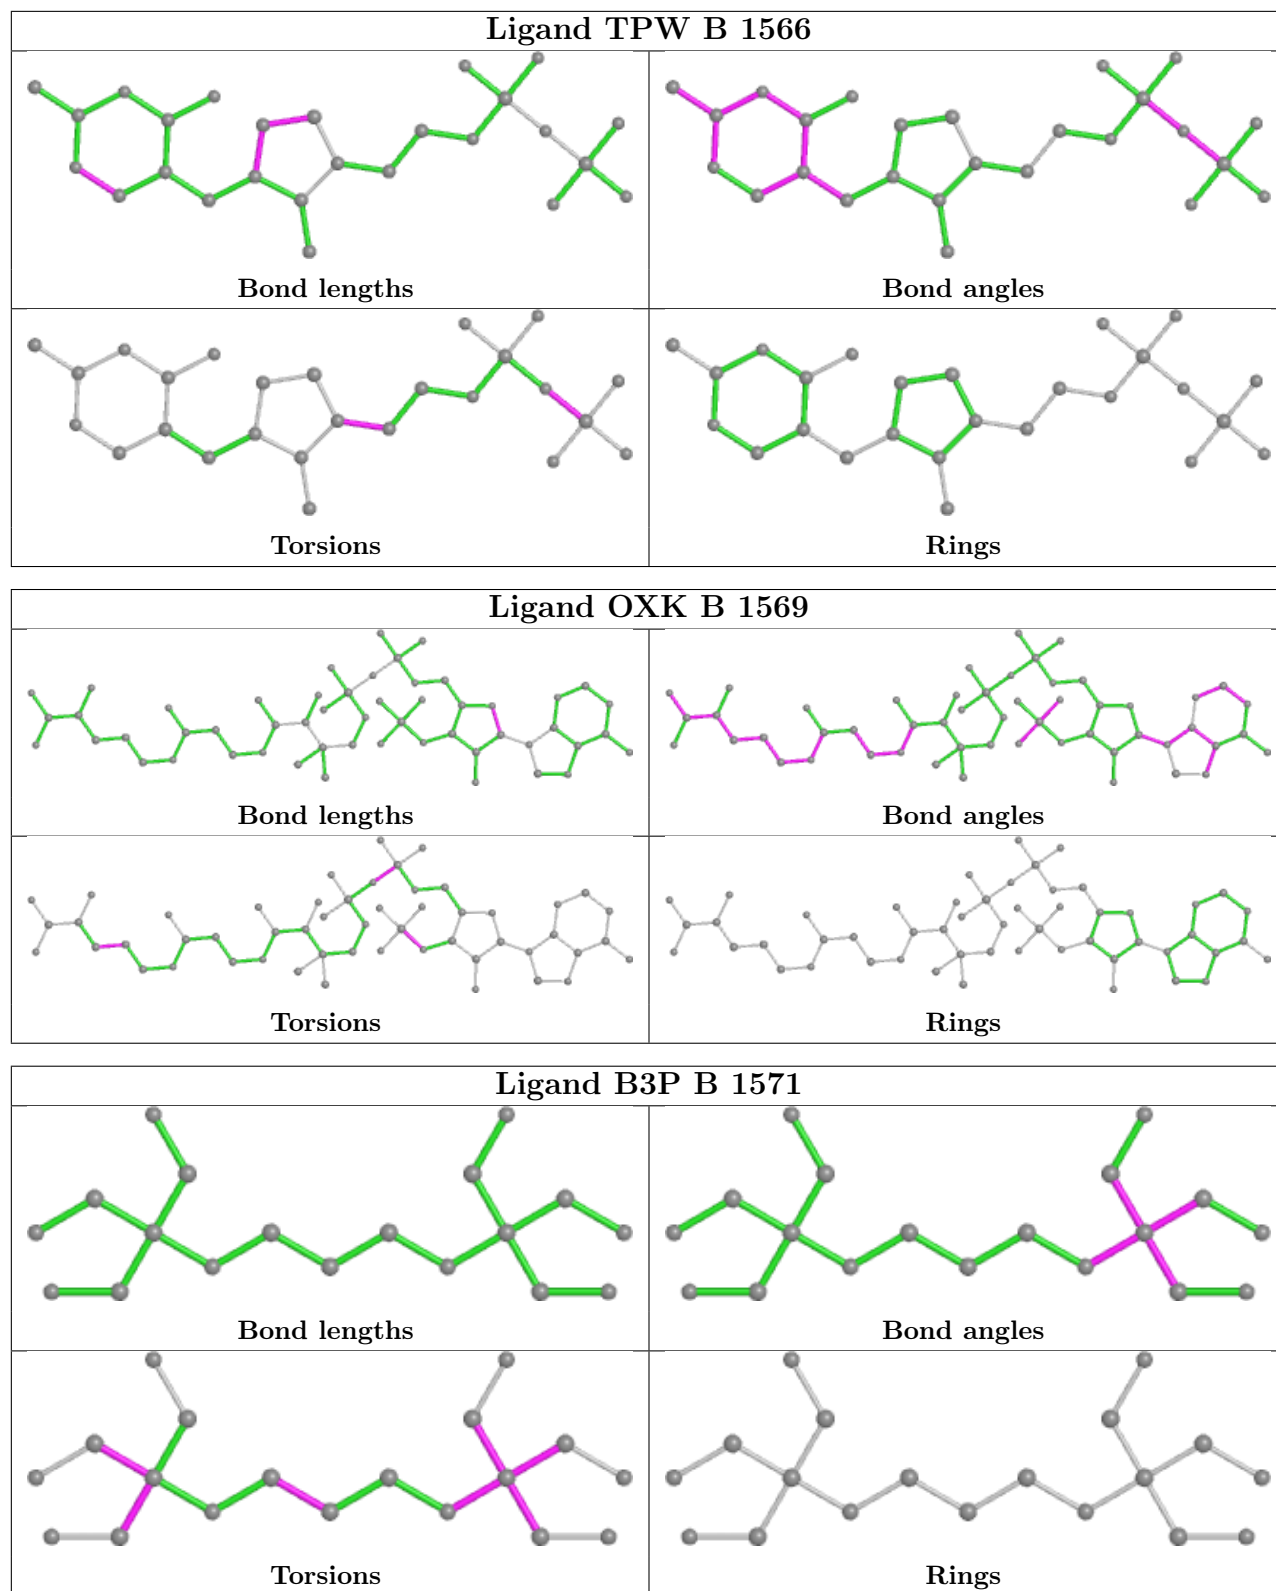 Ligand TPW B 1566
Bond lengths
Bond angles
Torsions
Rings
Ligand OXK B 1569
Bond lengths
Bond angles
Torsions
Rings
Ligand B3P B 1571
Bond lengths
Bond angles
Torsions
Rings